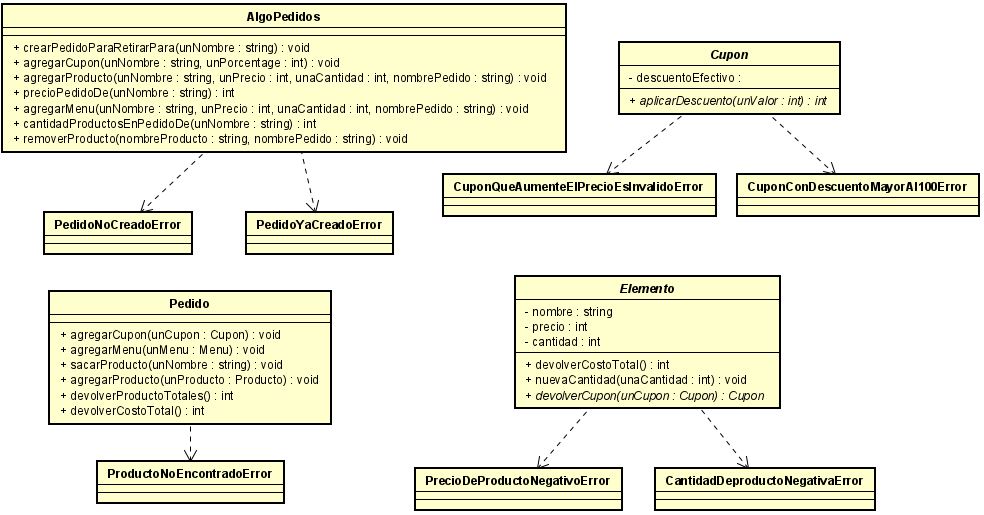 AlgoPedidos
+ crearPedidoParaRetirarPara(unNombre : string) : void
+ agregarCupon(unNombre : string, unPorcentage : int) : void
+ agregarProducto(unNombre : string, unPrecio : int, unaCantidad : int, nombrePedido : string) : void
+ precioPedidoDe(unNombre : string) : int
+ agregarMenu(unNombre : string, unPrecio : int, unaCantidad : int, nombrePedido : string) : void
+ cantidadProductosEnPedidoDe(unNombre : string) : int
+ removerProducto(nombreProducto : string, nombrePedido : string) : void
Cupon
- descuentoEfectivo :
+ aplicarDescuento(unValor : int) : int
CuponQueAumenteElPrecioEsInvalidoError
CuponConDescuentoMayorAl100Error
PedidoNoCreadoError
PedidoYaCreadoError
Pedido
+ agregarCupon(unCupon : Cupon) : void
+ agregarMenu(unMenu : Menu) : void
+ sacarProducto(unNombre : string) : void
+ agregarProducto(unProducto : Producto) : void
+ devolverProductoTotales() : int
+ devolverCostoTotal() : int
Elemento
- nombre : string
- precio : int
- cantidad : int
+ devolverCostoTotal() : int
+ nuevaCantidad(unaCantidad : int) : void
+ devolverCupon(unCupon : Cupon) : Cupon
ProductoNoEncontradoError
PrecioDeProductoNegativoError
CantidadDeproductoNegativaError